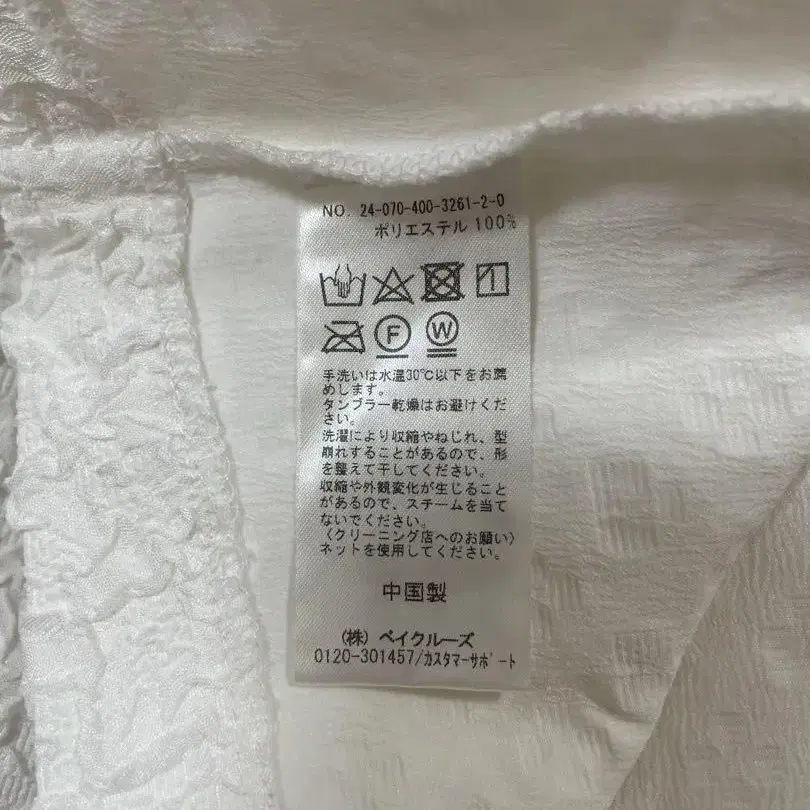 NO. 24-070-400-3261-2-0
ポリエステル 100%
F W
手洗いは水温30℃以下をお薦
めします。
タンブラー乾燥はお避けくださ
さい。
洗濯により収縮やねじれ、型
崩れすることがあるので、形
を整えて干してください。
収縮や外観変化が生じること
があるので、スチームを当て
ないでください。
〈クリーニング店へのお願い〉
ネットを使用してください。
中国製
(株) ベイクルーズ
0120-301457/カスタマーサポート